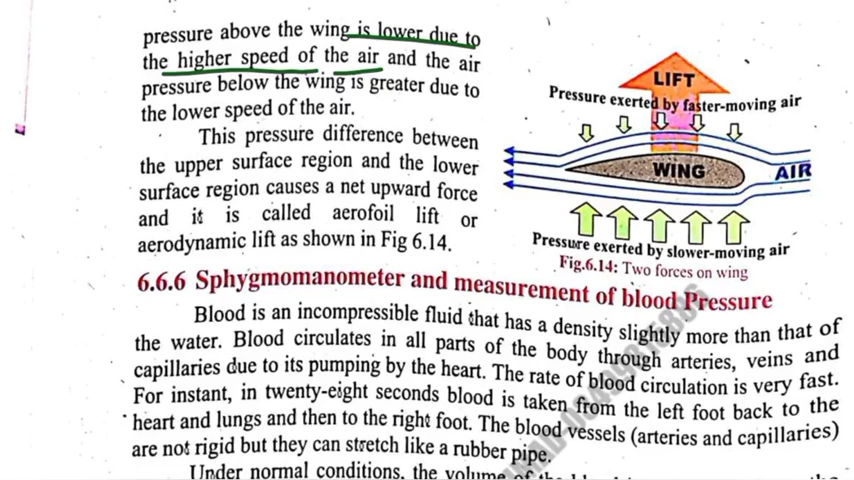 pressure above the wing is lower due to
the higher speed of the air and the air
pressure below the wing is greater due to
the lower speed of the air.
This pressure difference between
the upper surface region and the lower
surface region causes a net upward force
and it is called aerofoil lift or
aerodynamic lift as shown in Fig 6.14.
LIFT
Pressure exerted by faster-moving air
WING
AIR
Pressure exerted by slower-moving air
Fig.6.14: Two forces on wing
6.6.6 Sphygmomanometer and measurement of blood Pressure
Blood is an incompressible fluid that has a density slightly more than that of
the water. Blood circulates in all parts of the body through arteries, veins and
capillaries due to its pumping by the heart. The rate of blood circulation is very fast.
For instant, in twenty-eight seconds blood is taken from the left foot back to the
heart and lungs and then to the right foot. The blood vessels (arteries and capillaries)
are not rigid but they can stretch like a rubber pipe.
Under normal conditions, the volume of the blood